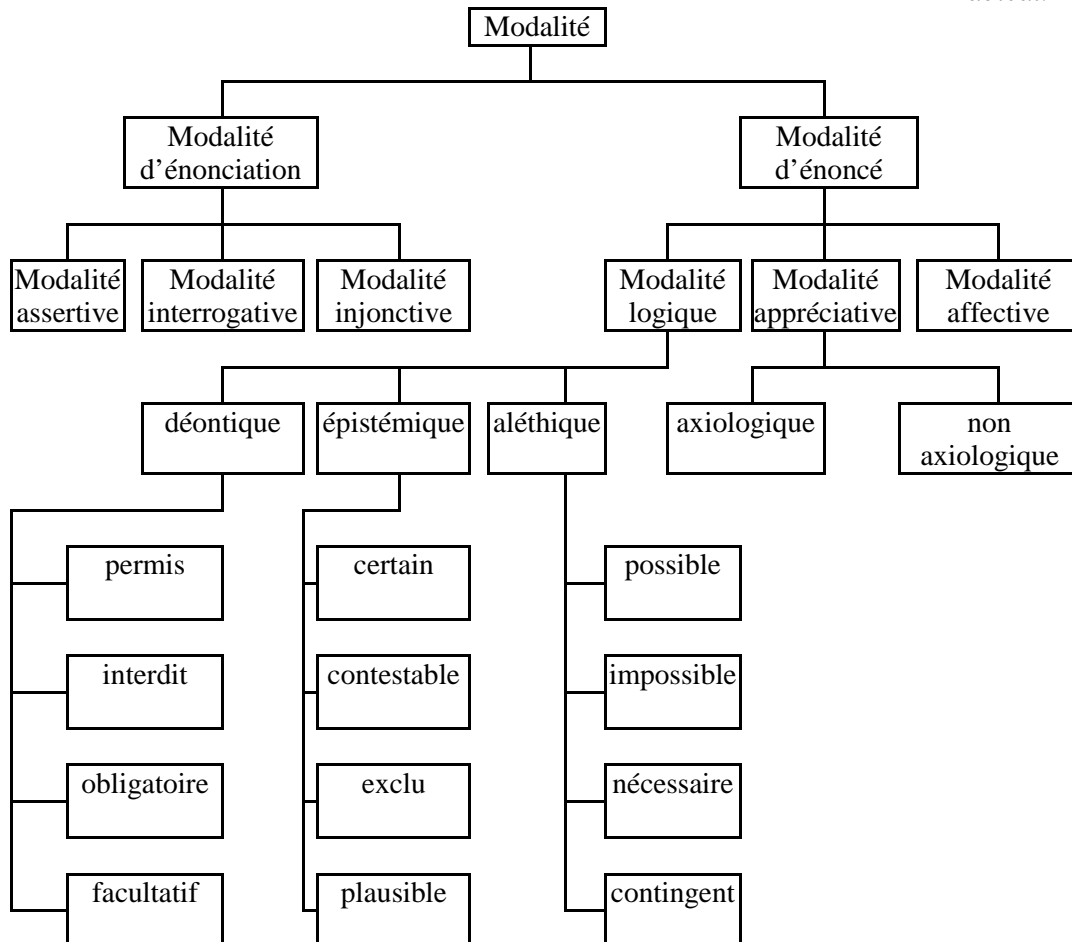 Modalité
Modalité
d'énonciation
Modalité
d'énoncé
Modalité
assertive
Modalité
interrogative
Modalité
injonctive
Modalité
logique
Modalité
appréciative
Modalité
affective
déontique
épistémique
aléthique
axiologique
non
axiologique
permis
certain
possible
interdit
contestable
impossible
obligatoire
exclu
nécessaire
facultatif
plausible
contingent